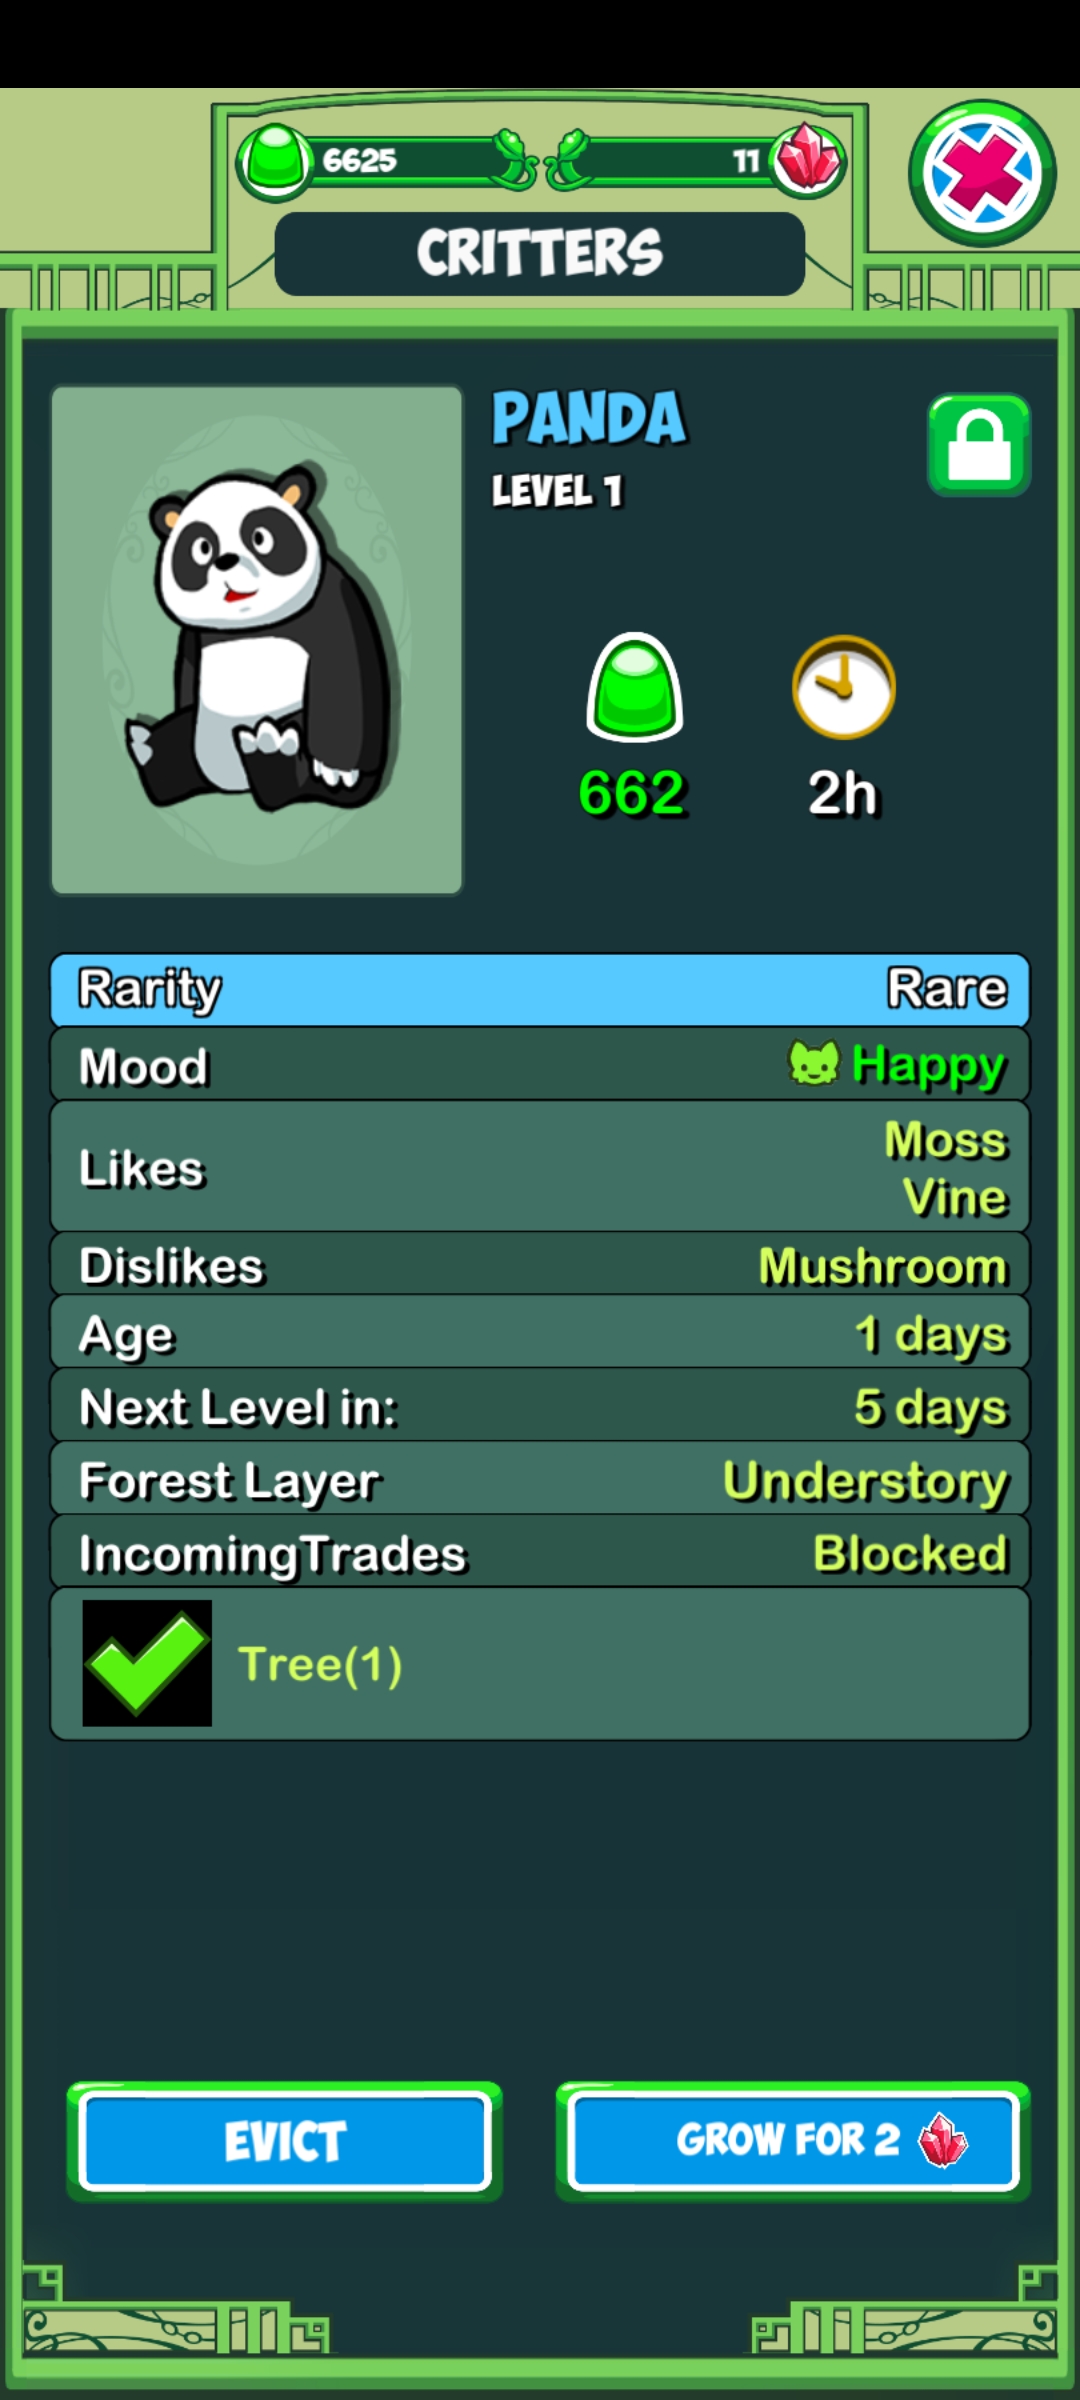 6625
11
CRITTERS
PANDA
LEVEL 1
662
2h
Rarity Rare
Mood Happy
Likes Moss
Vine
Dislikes Mushroom
Age 1 days
Next Level in: 5 days
Forest Layer Understory
IncomingTrades Blocked
Tree(1)
EVICT
GROW FOR 2